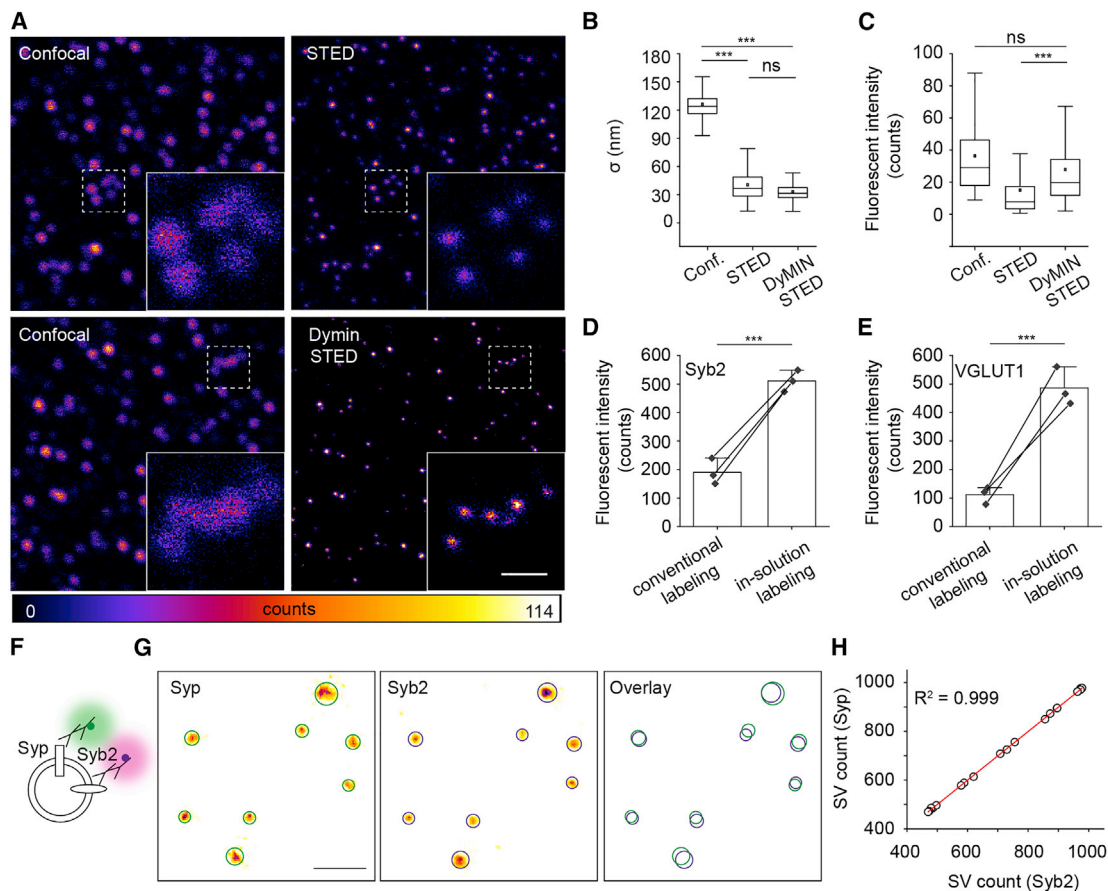 A
Confocal
STED
Confocal
Dymin
STED
0
counts
114
B
***
***
ns
180
150
120
90
60
30
0
σ (nm)
Conf.
STED
DyMIN
STED
C
ns
***
100
80
60
40
20
0
Fluorescent intensity
(counts)
Conf.
STED
DyMIN
STED
D
***
Syb2
600
500
400
300
200
100
0
Fluorescent intensity
(counts)
conventional
labeling
in-solution
labeling
E
***
VGLUT1
600
500
400
300
200
100
0
Fluorescent intensity
(counts)
conventional
labeling
in-solution
labeling
F
Syp
Syb2
G
Syp
Syb2
Overlay
H
R² = 0.999
1000
800
600
400
SV count (Syp)
400
600
800
1000
SV count (Syb2)